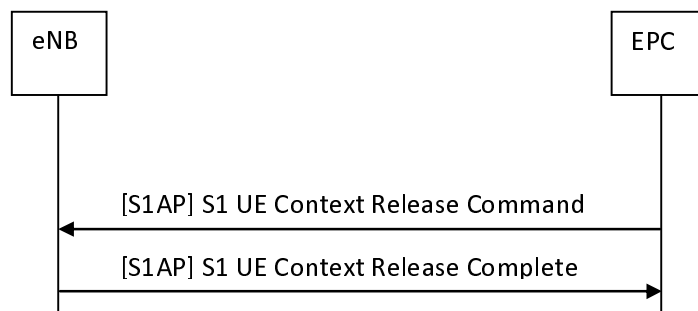 eNB
EPC
[S1AP] S1 UE Context Release Command
[S1AP] S1 UE Context Release Complete